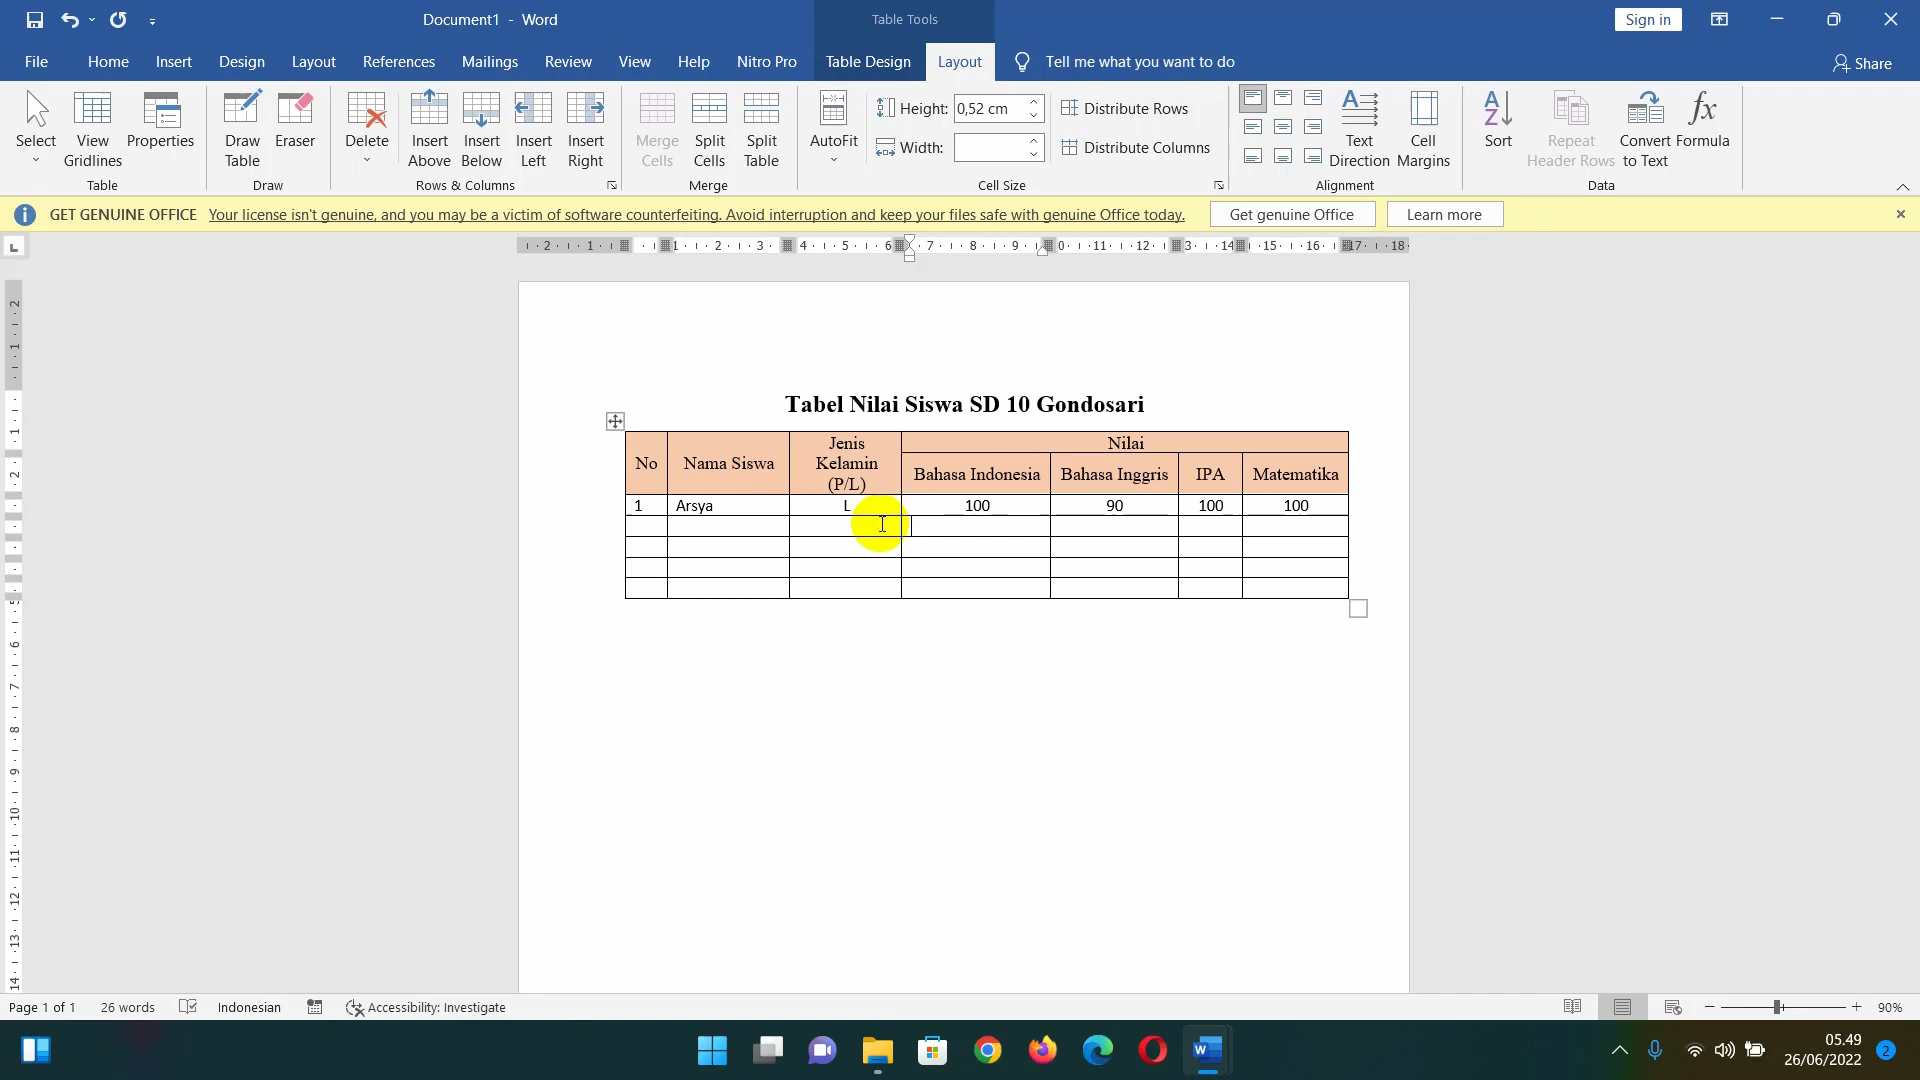 Document1 - Word
Table Tools
Sign in
File Home Insert Design Layout References Mailings Review View Help Nitro Pro Table Design Layout Tell me what you want to do Share
Select
View Gridlines
Properties
Draw Table
Eraser
Delete
Insert Above
Insert Below
Insert Left
Insert Right
Merge Cells
Split Cells
Split Table
AutoFit
Height: 0,52 cm
Width:
Distribute Rows
Distribute Columns
Text Direction
Cell Margins
Sort
Repeat Header Rows
Convert to Text
Formula
Table Draw Rows & Columns Merge Cell Size Alignment Data
GET GENUINE OFFICE Your license isn't genuine, and you may be a victim of software counterfeiting. Avoid interruption and keep your files safe with genuine Office today. Get genuine Office Learn more
Tabel Nilai Siswa SD 10 Gondosari
No
Nama Siswa
Jenis
Kelamin
(P/L)
Nilai
Bahasa Indonesia Bahasa Inggris IPA Matematika
1 Arsya L 100 90 100 100
Page 1 of 1 26 words Indonesian Accessibility: Investigate 90%
05.49
26/06/2022
2